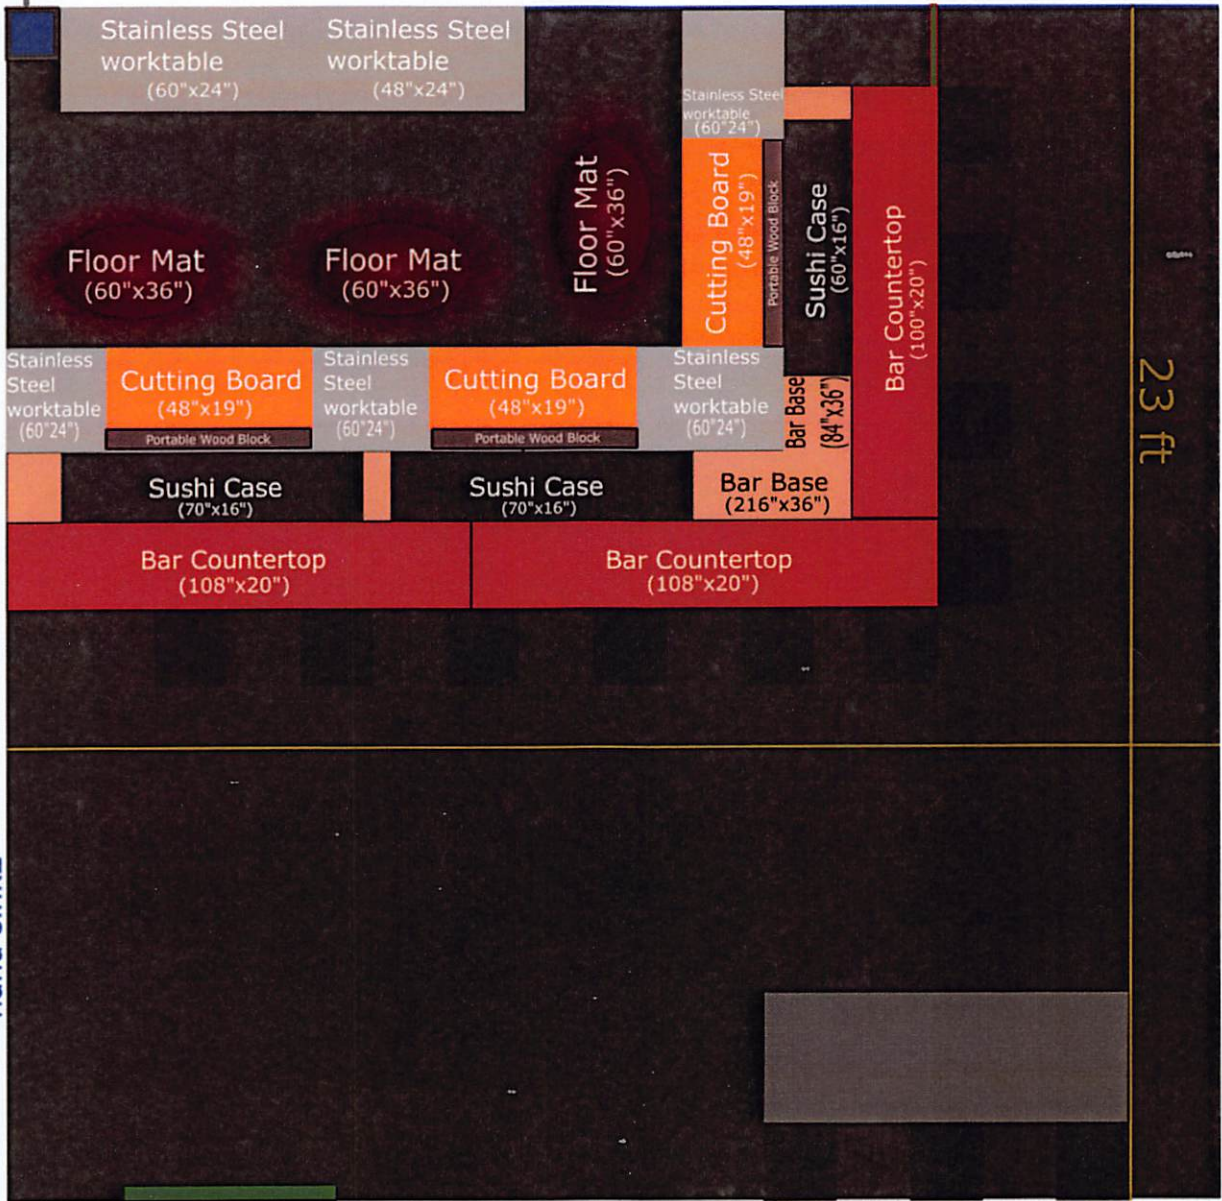 Stainless Steel
worktable
(60"x24")
Stainless Steel
worktable
(48"x24")
Stainless Steel
worktable
(60"24")
Floor Mat
(60"x36")
Floor Mat
(60"x36")
Floor Mat
(60"x36")
Cutting Board
(48"x19")
Portable Wood Block
Sushi Case
(60"x16")
Bar Countertop
(100"x20")
23 ft
Stainless
Steel
worktable
(60"24")
Cutting Board
(48"x19")
Portable Wood Block
Stainless
Steel
worktable
(60"24")
Cutting Board
(48"x19")
Portable Wood Block
Stainless
Steel
worktable
(60"24")
Bar Base
(84"x36")
Sushi Case
(70"x16")
Sushi Case
(70"x16")
Bar Base
(216"x36")
Bar Countertop
(108"x20")
Bar Countertop
(108"x20")